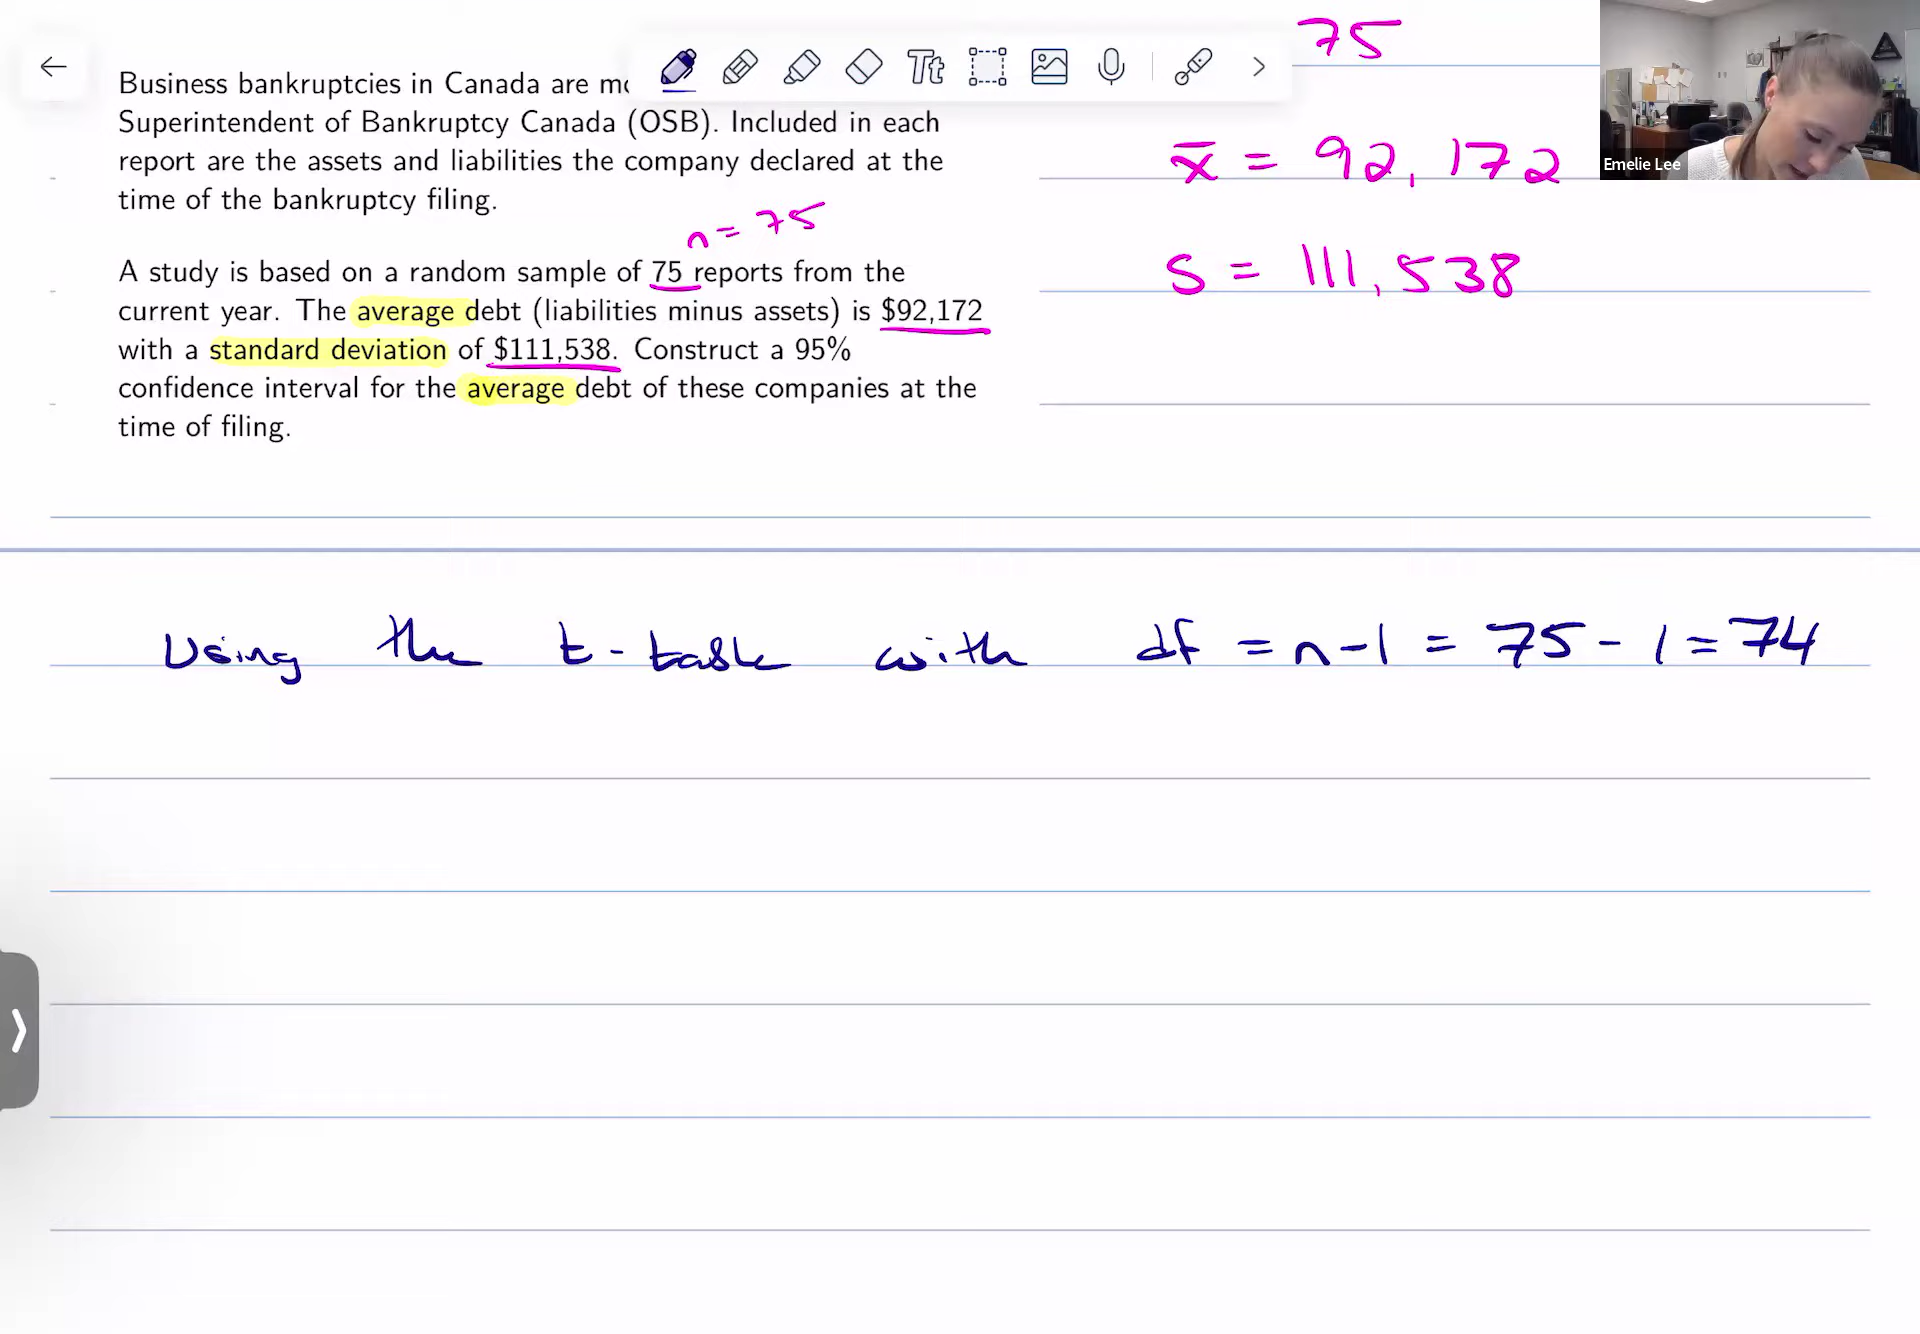 75
Tt
Business bankruptcies in Canada are mo
Superintendent of Bankruptcy Canada (OSB). Included in each
report are the assets and liabilities the company declared at the
time of the bankruptcy filing.
n = 75
A study is based on a random sample of 75 reports from the
current year. The average debt (liabilities minus assets) is $92,172
with a standard deviation of $111,538. Construct a 95%
confidence interval for the average debt of these companies at the
time of filing.
x̄ = 92,172
s = 111,538
Emelie Lee
Using the t-table with df = n-1 = 75-1 = 74